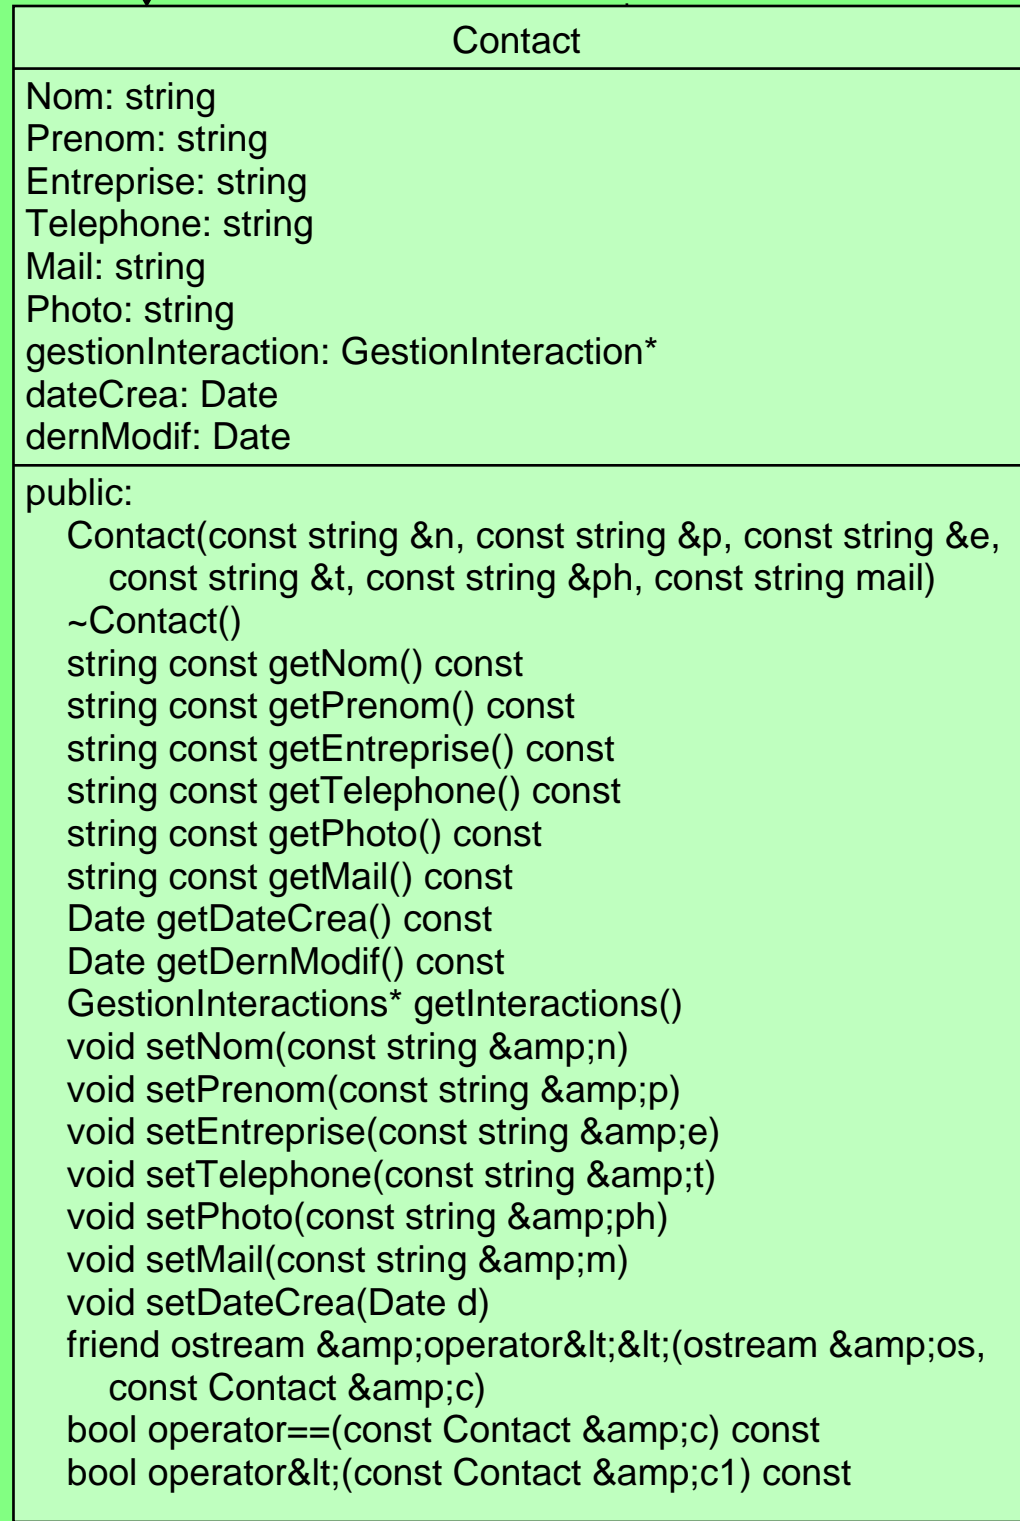 Contact
Nom: string
Prenom: string
Entreprise: string
Telephone: string
Mail: string
Photo: string
gestionInteraction: GestionInteraction*
dateCrea: Date
dernModif: Date
public:
Contact(const string &n, const string &p, const string &e,
const string &t, const string &ph, const string mail)
~Contact()
string const getNom() const
string const getPrenom() const
string const getEntreprise() const
string const getTelephone() const
string const getPhoto() const
string const getMail() const
Date getDateCrea() const
Date getDernModif() const
GestionInteractions* getInteractions()
void setNom(const string &amp;n)
void setPrenom(const string &amp;p)
void setEntreprise(const string &amp;e)
void setTelephone(const string &amp;t)
void setPhoto(const string &amp;ph)
void setMail(const string &amp;m)
void setDateCrea(Date d)
friend ostream &amp;operator&lt;&lt;(ostream &amp;os,
const Contact &amp;c)
bool operator==(const Contact &amp;c) const
bool operator&lt;(const Contact &amp;c1) const